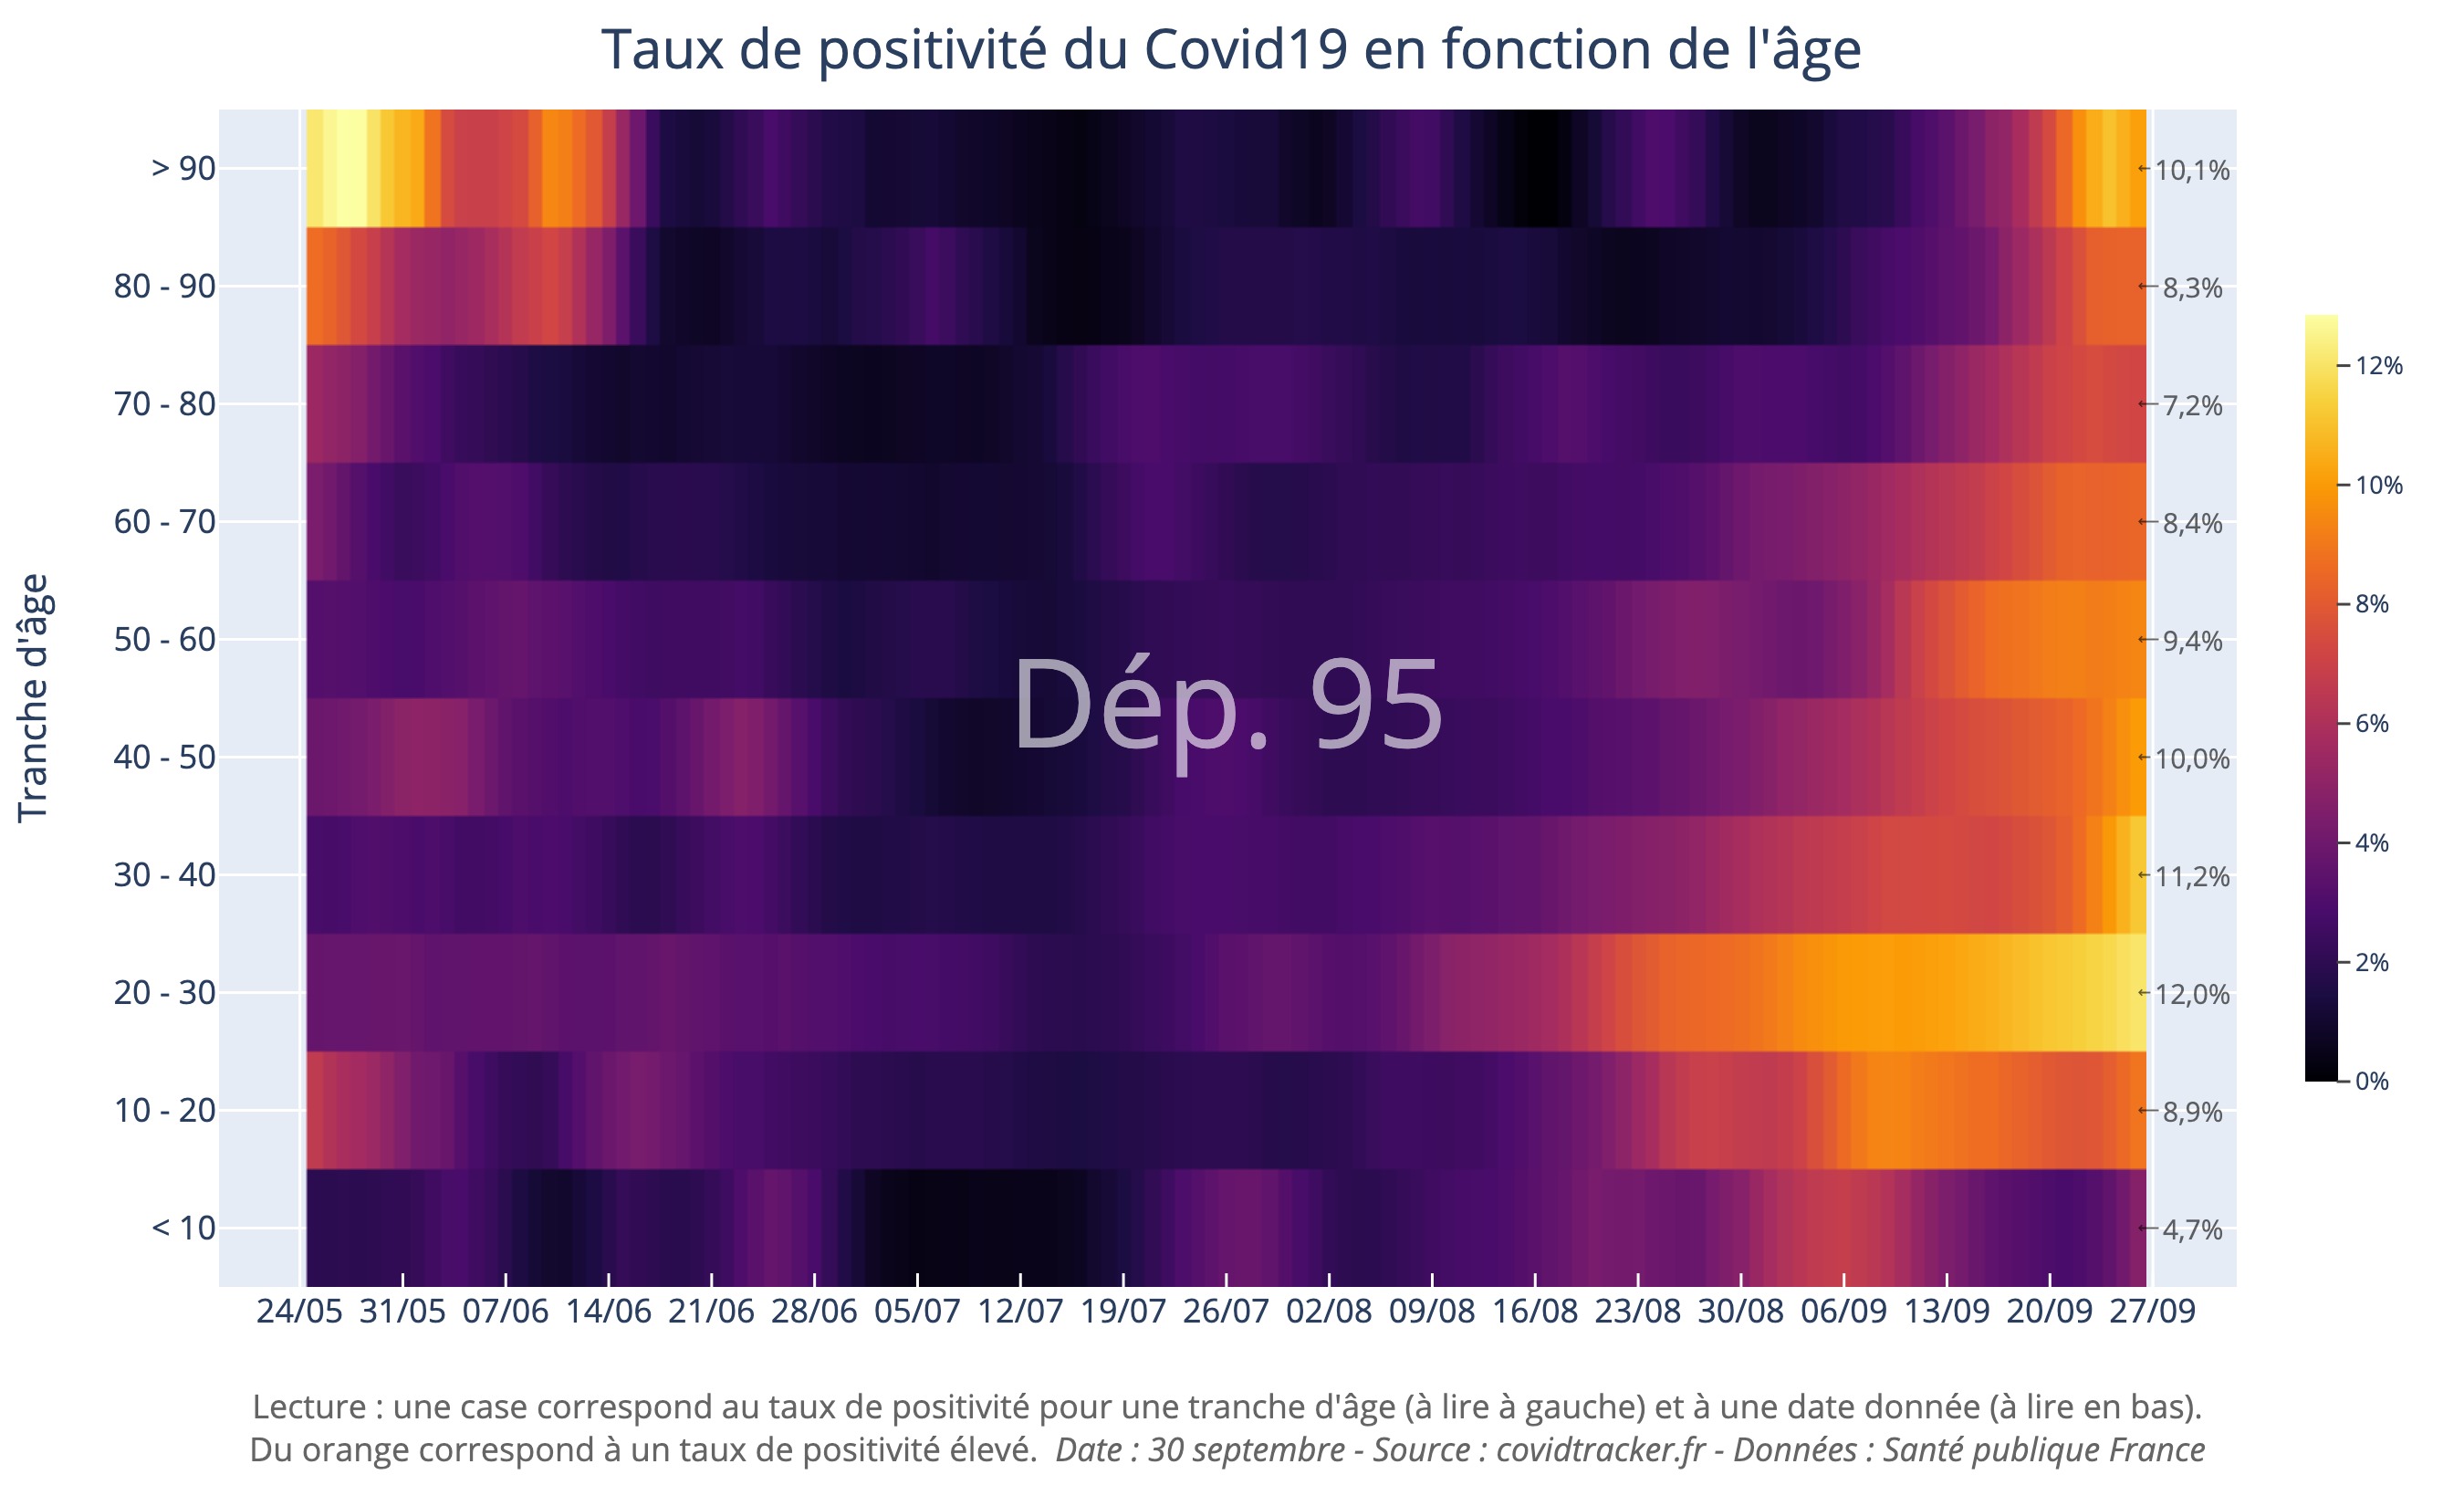 Taux de positivité du Covid19 en fonction de l'âge
Tranche d'âge
> 90
80 - 90
70 - 80
60 - 70
50 - 60
40 - 50
30 - 40
20 - 30
10 - 20
< 10
Dép. 95
10,1%
8,3%
7,2%
8,4%
9,4%
10,0%
11,2%
12,0%
8,9%
4,7%
12%
10%
8%
6%
4%
2%
0%
24/05 31/05 07/06 14/06 21/06 28/06 05/07 12/07 19/07 26/07 02/08 09/08 16/08 23/08 30/08 06/09 13/09 20/09 27/09
Lecture : une case correspond au taux de positivité pour une tranche d'âge (à lire à gauche) et à une date donnée (à lire en bas).
Du orange correspond à un taux de positivité élevé. Date : 30 septembre - Source : covidtracker.fr - Données : Santé publique France